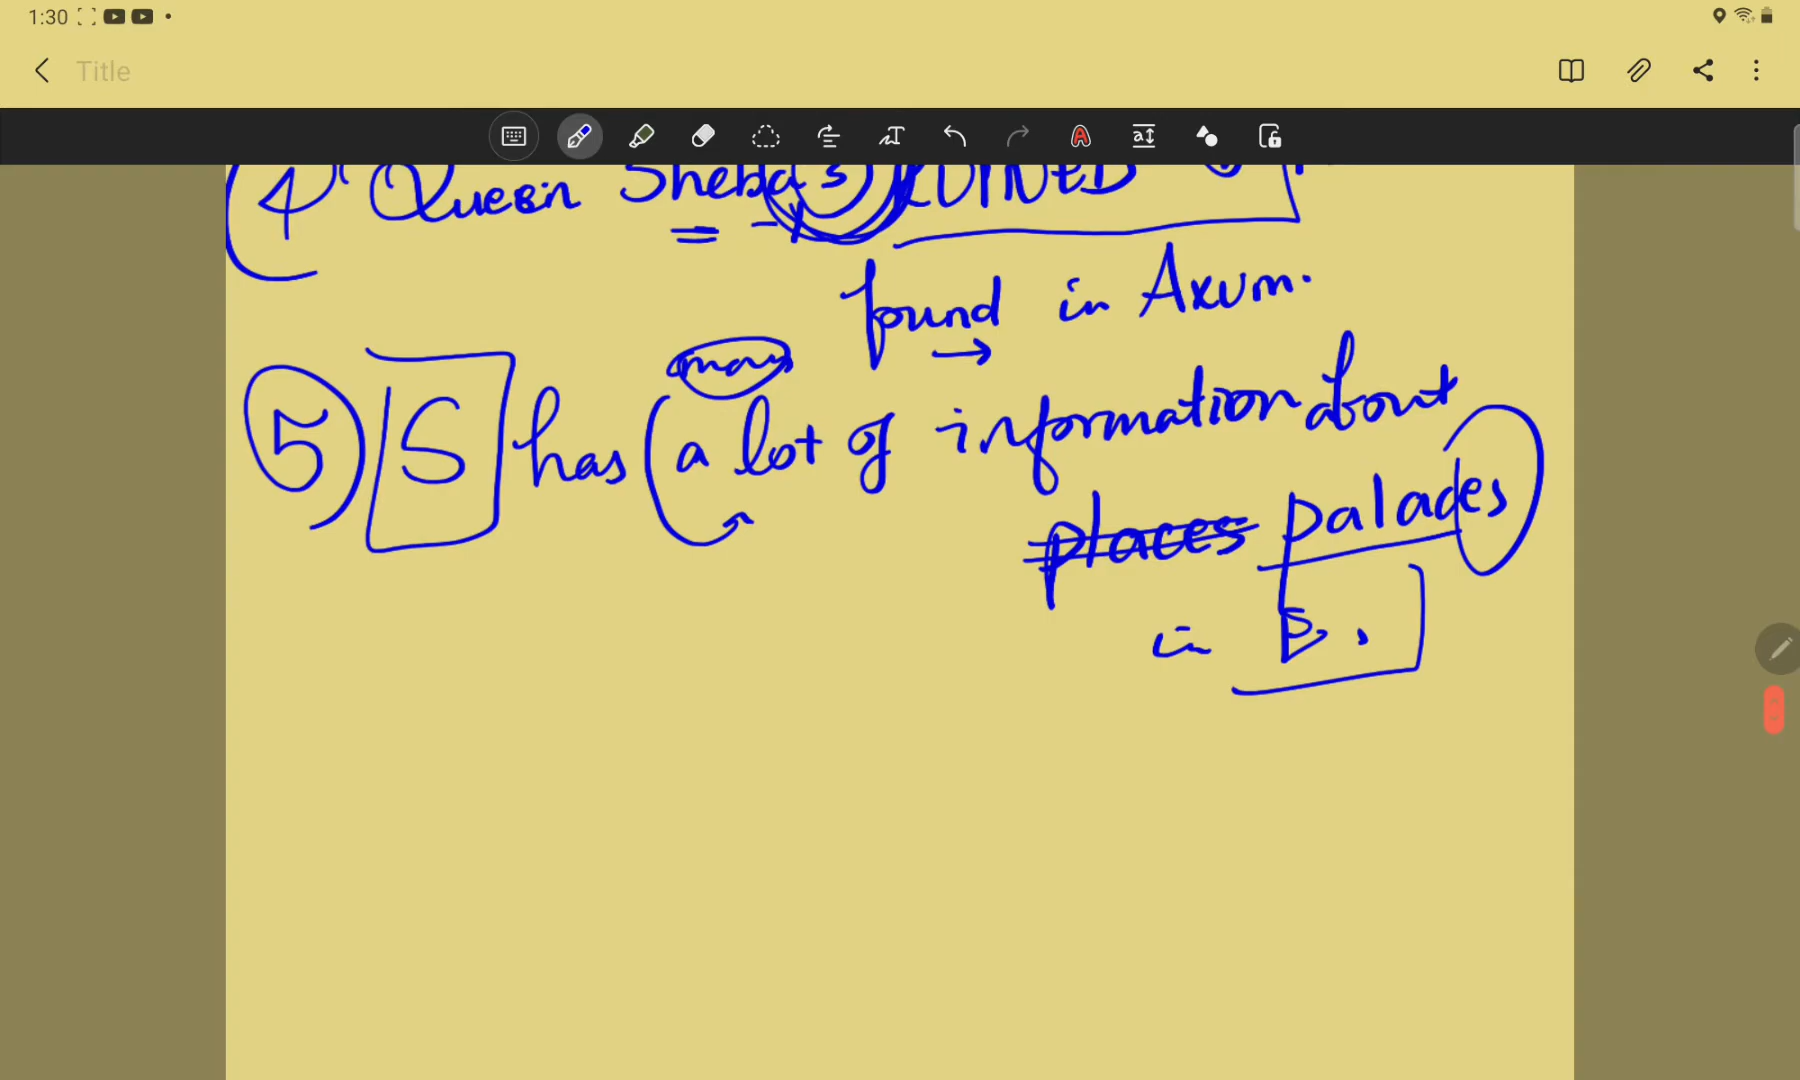 1:30
Title
4 Queen Sheba(s) RUINED
found in Axum.
many
5 S has (a lot of information about
places palaces
in B.